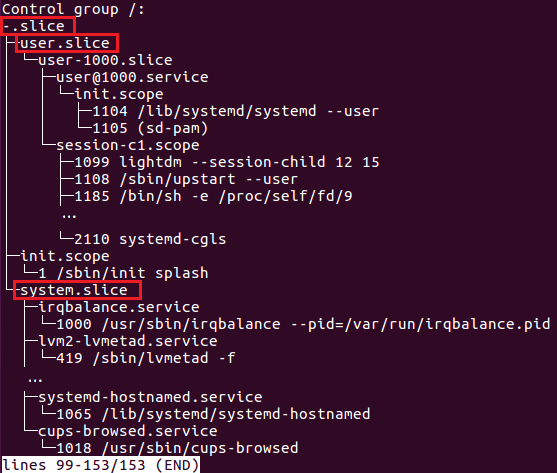 Control group /:
-.slice
├─user.slice
│ └─user-1000.slice
│   ├─user@1000.service
│   │ └─init.scope
│   │   ├─1104 /lib/systemd/systemd --user
│   │   └─1105 (sd-pam)
│   └─session-c1.scope
│     ├─1099 lightdm --session-child 12 15
│     ├─1108 /sbin/upstart --user
│     ├─1185 /bin/sh -e /proc/self/fd/9
      ...
│     └─2110 systemd-cgls
├─init.scope
│ └─1 /sbin/init splash
└─system.slice
  ├─irqbalance.service
  │ └─1000 /usr/sbin/irqbalance --pid=/var/run/irqbalance.pid
  ├─lvm2-lvmetad.service
  │ └─419 /sbin/lvmetad -f
  ...
  ├─systemd-hostnamed.service
  │ └─1065 /lib/systemd/systemd-hostnamed
  └─cups-browsed.service
    └─1018 /usr/sbin/cups-browsed
lines 99-153/153 (END)